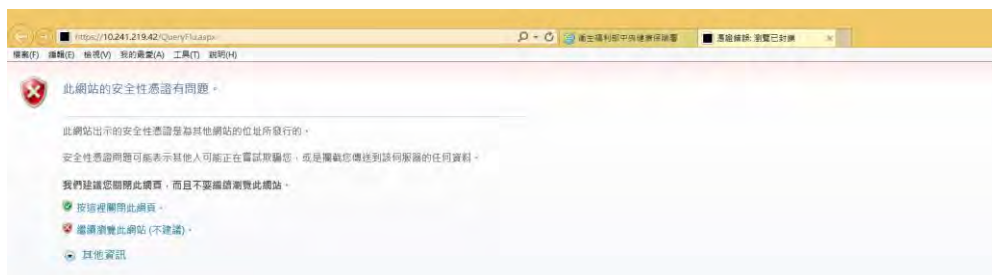 https://10.241.219.42/QueryFlu.aspx
衛生福利部中央健康保險署
憑證錯誤: 瀏覽已封鎖
檔案(F) 編輯(E) 檢視(V) 我的最愛(A) 工具(T) 說明(H)
此網站的安全性憑證有問題。
此網站出示的安全性憑證是為其他網站的位址所發行的。
安全性憑證問題可能表示其他人可能正在嘗試欺騙您，或是攔截您傳送到該伺服器的任何資料。
我們建議您關閉此網頁，而且不要繼續瀏覽此網站。
按這裡關閉此網頁。
繼續瀏覽此網站 (不建議)。
其他資訊